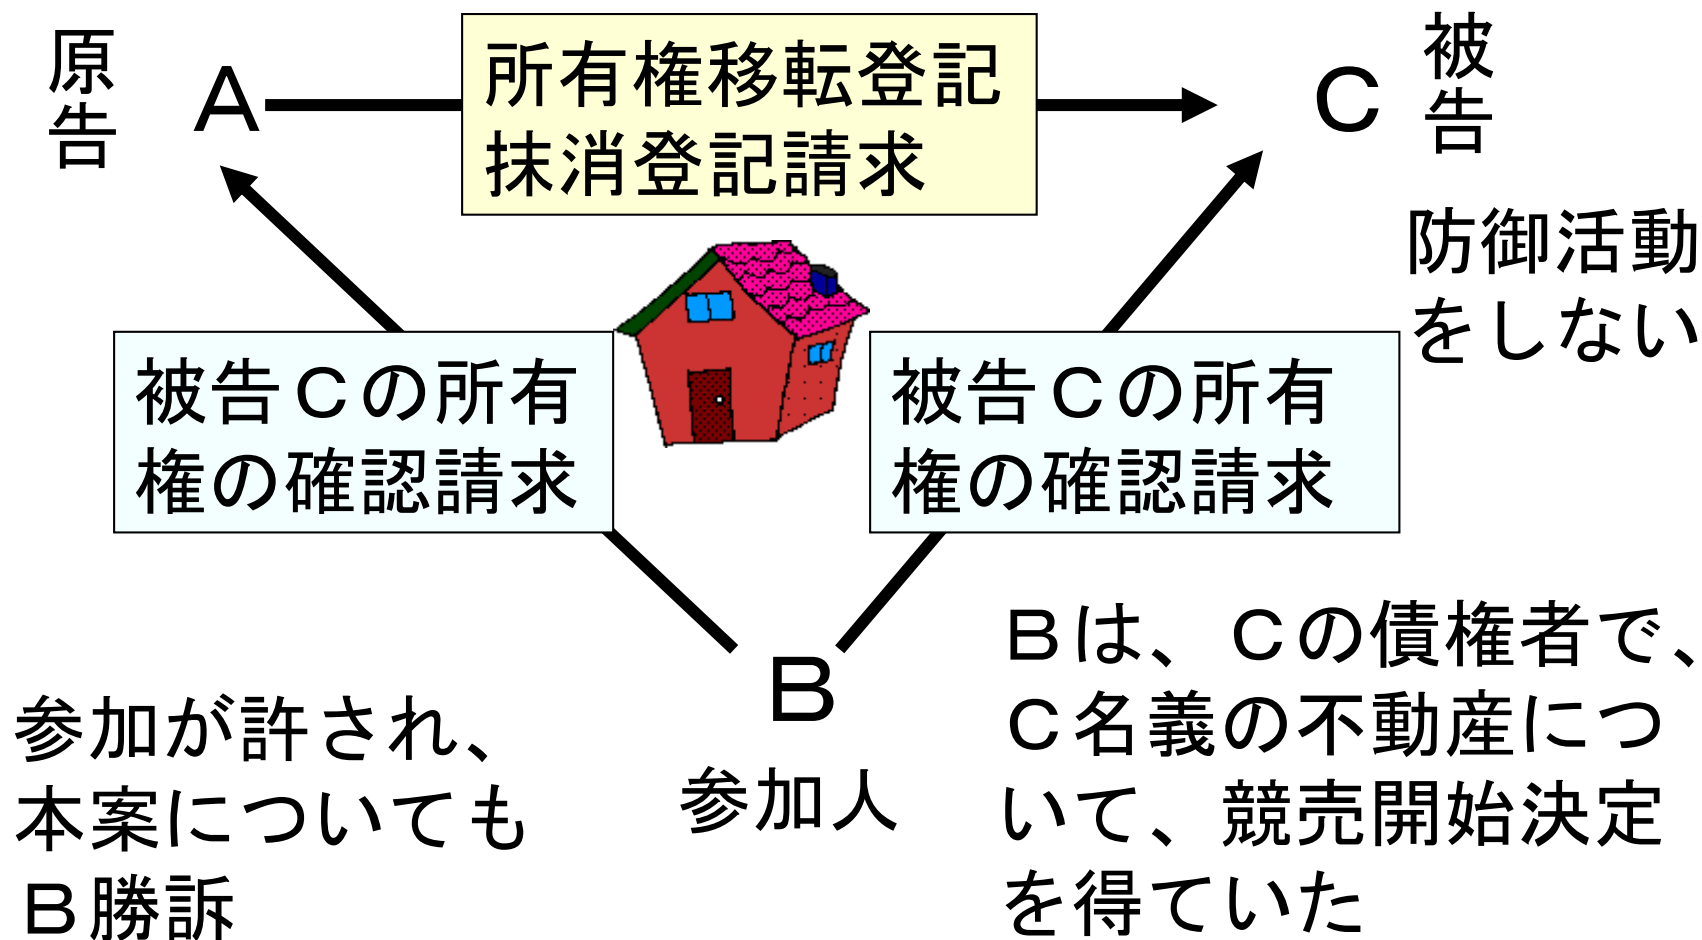 原告
A
所有権移転登記
抹消登記請求
C
被告
防御活動
をしない
被告Cの所有
権の確認請求
被告Cの所有
権の確認請求
B
参加人
Bは、Cの債権者で、
C名義の不動産につ
いて、競売開始決定
を得ていた
参加が許され、
本案についても
B勝訴